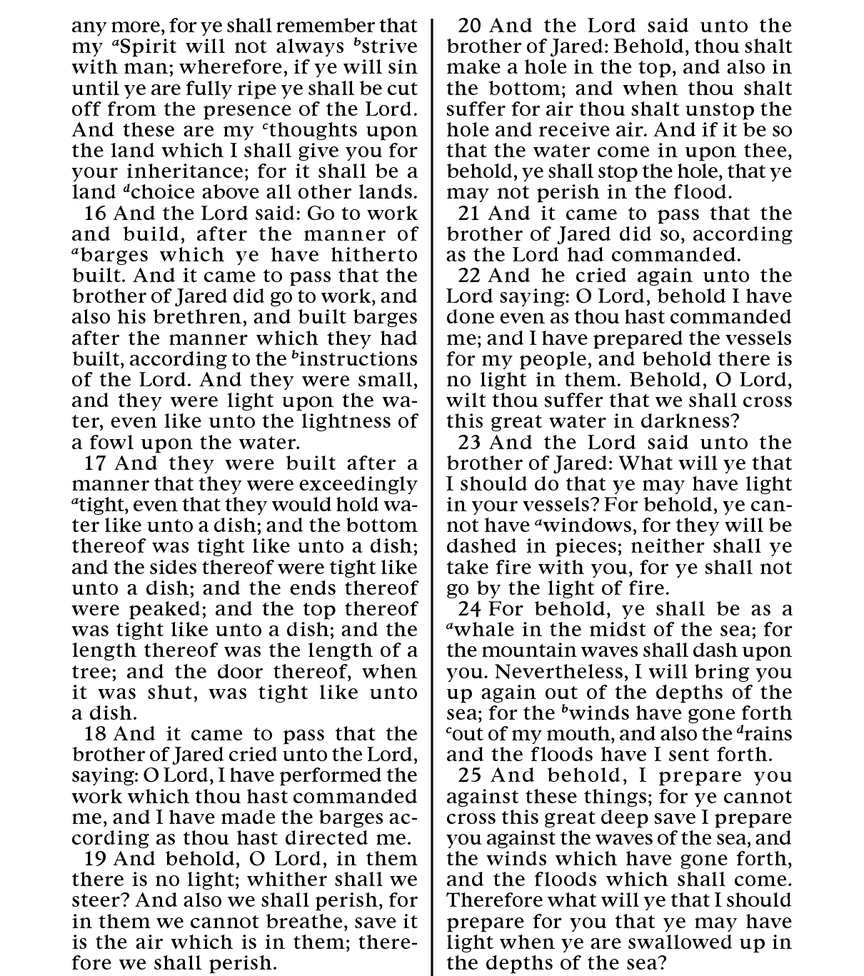 any more, for ye shall remember that
my ᵃSpirit will not always ᵇstrive
with man; wherefore, if ye will sin
until ye are fully ripe ye shall be cut
off from the presence of the Lord.
And these are my ᶜthoughts upon
the land which I shall give you for
your inheritance; for it shall be a
land ᵈchoice above all other lands.
16 And the Lord said: Go to work
and build, after the manner of
ᵃbarges which ye have hitherto
built. And it came to pass that the
brother of Jared did go to work, and
also his brethren, and built barges
after the manner which they had
built, according to the ᵇinstructions
of the Lord. And they were small,
and they were light upon the wa-
ter, even like unto the lightness of
a fowl upon the water.
17 And they were built after a
manner that they were exceedingly
ᵃtight, even that they would hold wa-
ter like unto a dish; and the bottom
thereof was tight like unto a dish;
and the sides thereof were tight like
unto a dish; and the ends thereof
were peaked; and the top thereof
was tight like unto a dish; and the
length thereof was the length of a
tree; and the door thereof, when
it was shut, was tight like unto
a dish.
18 And it came to pass that the
brother of Jared cried unto the Lord,
saying: O Lord, I have performed the
work which thou hast commanded
me, and I have made the barges ac-
cording as thou hast directed me.
19 And behold, O Lord, in them
there is no light; whither shall we
steer? And also we shall perish, for
in them we cannot breathe, save it
is the air which is in them; there-
fore we shall perish.
20 And the Lord said unto the
brother of Jared: Behold, thou shalt
make a hole in the top, and also in
the bottom; and when thou shalt
suffer for air thou shalt unstop the
hole and receive air. And if it be so
that the water come in upon thee,
behold, ye shall stop the hole, that ye
may not perish in the flood.
21 And it came to pass that the
brother of Jared did so, according
as the Lord had commanded.
22 And he cried again unto the
Lord saying: O Lord, behold I have
done even as thou hast commanded
me; and I have prepared the vessels
for my people, and behold there is
no light in them. Behold, O Lord,
wilt thou suffer that we shall cross
this great water in darkness?
23 And the Lord said unto the
brother of Jared: What will ye that
I should do that ye may have light
in your vessels? For behold, ye can-
not have ᵃwindows, for they will be
dashed in pieces; neither shall ye
take fire with you, for ye shall not
go by the light of fire.
24 For behold, ye shall be as a
ᵃwhale in the midst of the sea; for
the mountain waves shall dash upon
you. Nevertheless, I will bring you
up again out of the depths of the
sea; for the ᵇwinds have gone forth
ᶜout of my mouth, and also the ᵈrains
and the floods have I sent forth.
25 And behold, I prepare you
against these things; for ye cannot
cross this great deep save I prepare
you against the waves of the sea, and
the winds which have gone forth,
and the floods which shall come.
Therefore what will ye that I should
prepare for you that ye may have
light when ye are swallowed up in
the depths of the sea?